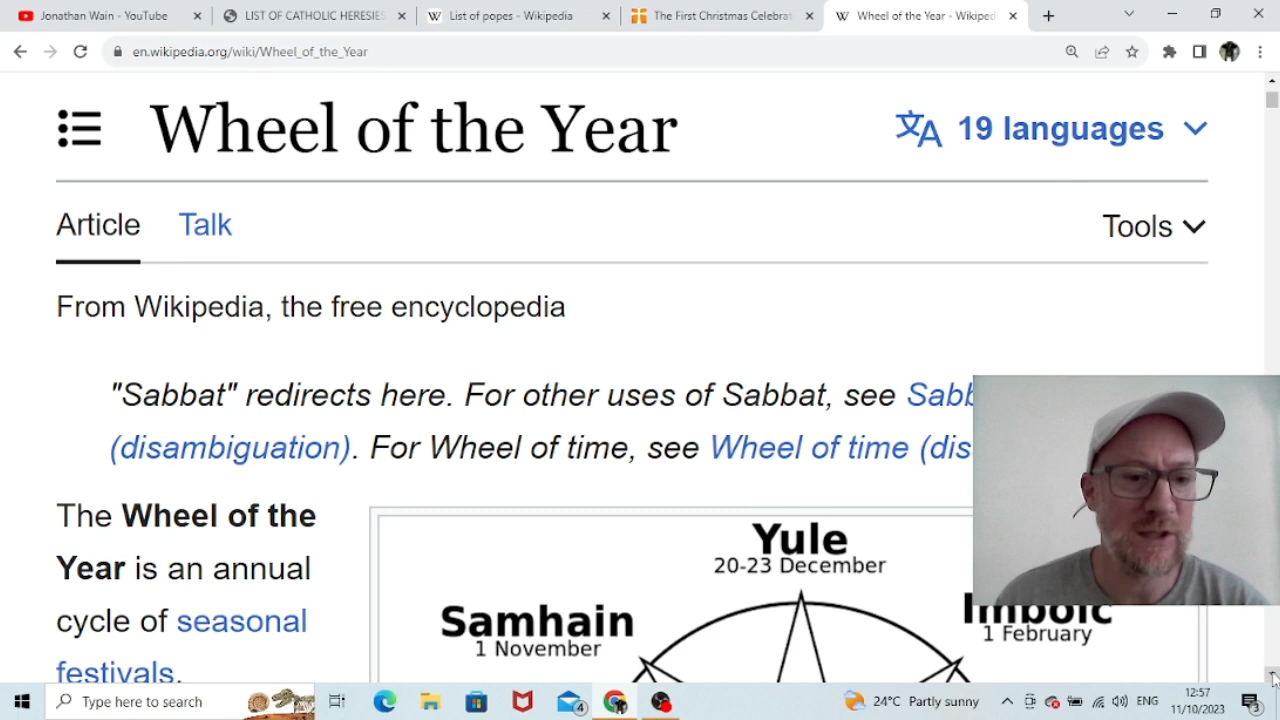 Jonathan Wain - YouTube
LIST OF CATHOLIC HERESIES
List of popes - Wikipedia
The First Christmas Celebrat
Wheel of the Year - Wikiped
en.wikipedia.org/wiki/Wheel_of_the_Year
Wheel of the Year
19 languages
Article Talk
Tools
From Wikipedia, the free encyclopedia
"Sabbat" redirects here. For other uses of Sabbat, see Sabb
(disambiguation). For Wheel of time, see Wheel of time (dis
The Wheel of the
Year is an annual
cycle of seasonal
festivals,
Yule
20-23 December
Samhain
1 November
Imbolc
1 February
Type here to search
4
24°C Partly sunny
ENG
12:57
11/10/2023
3